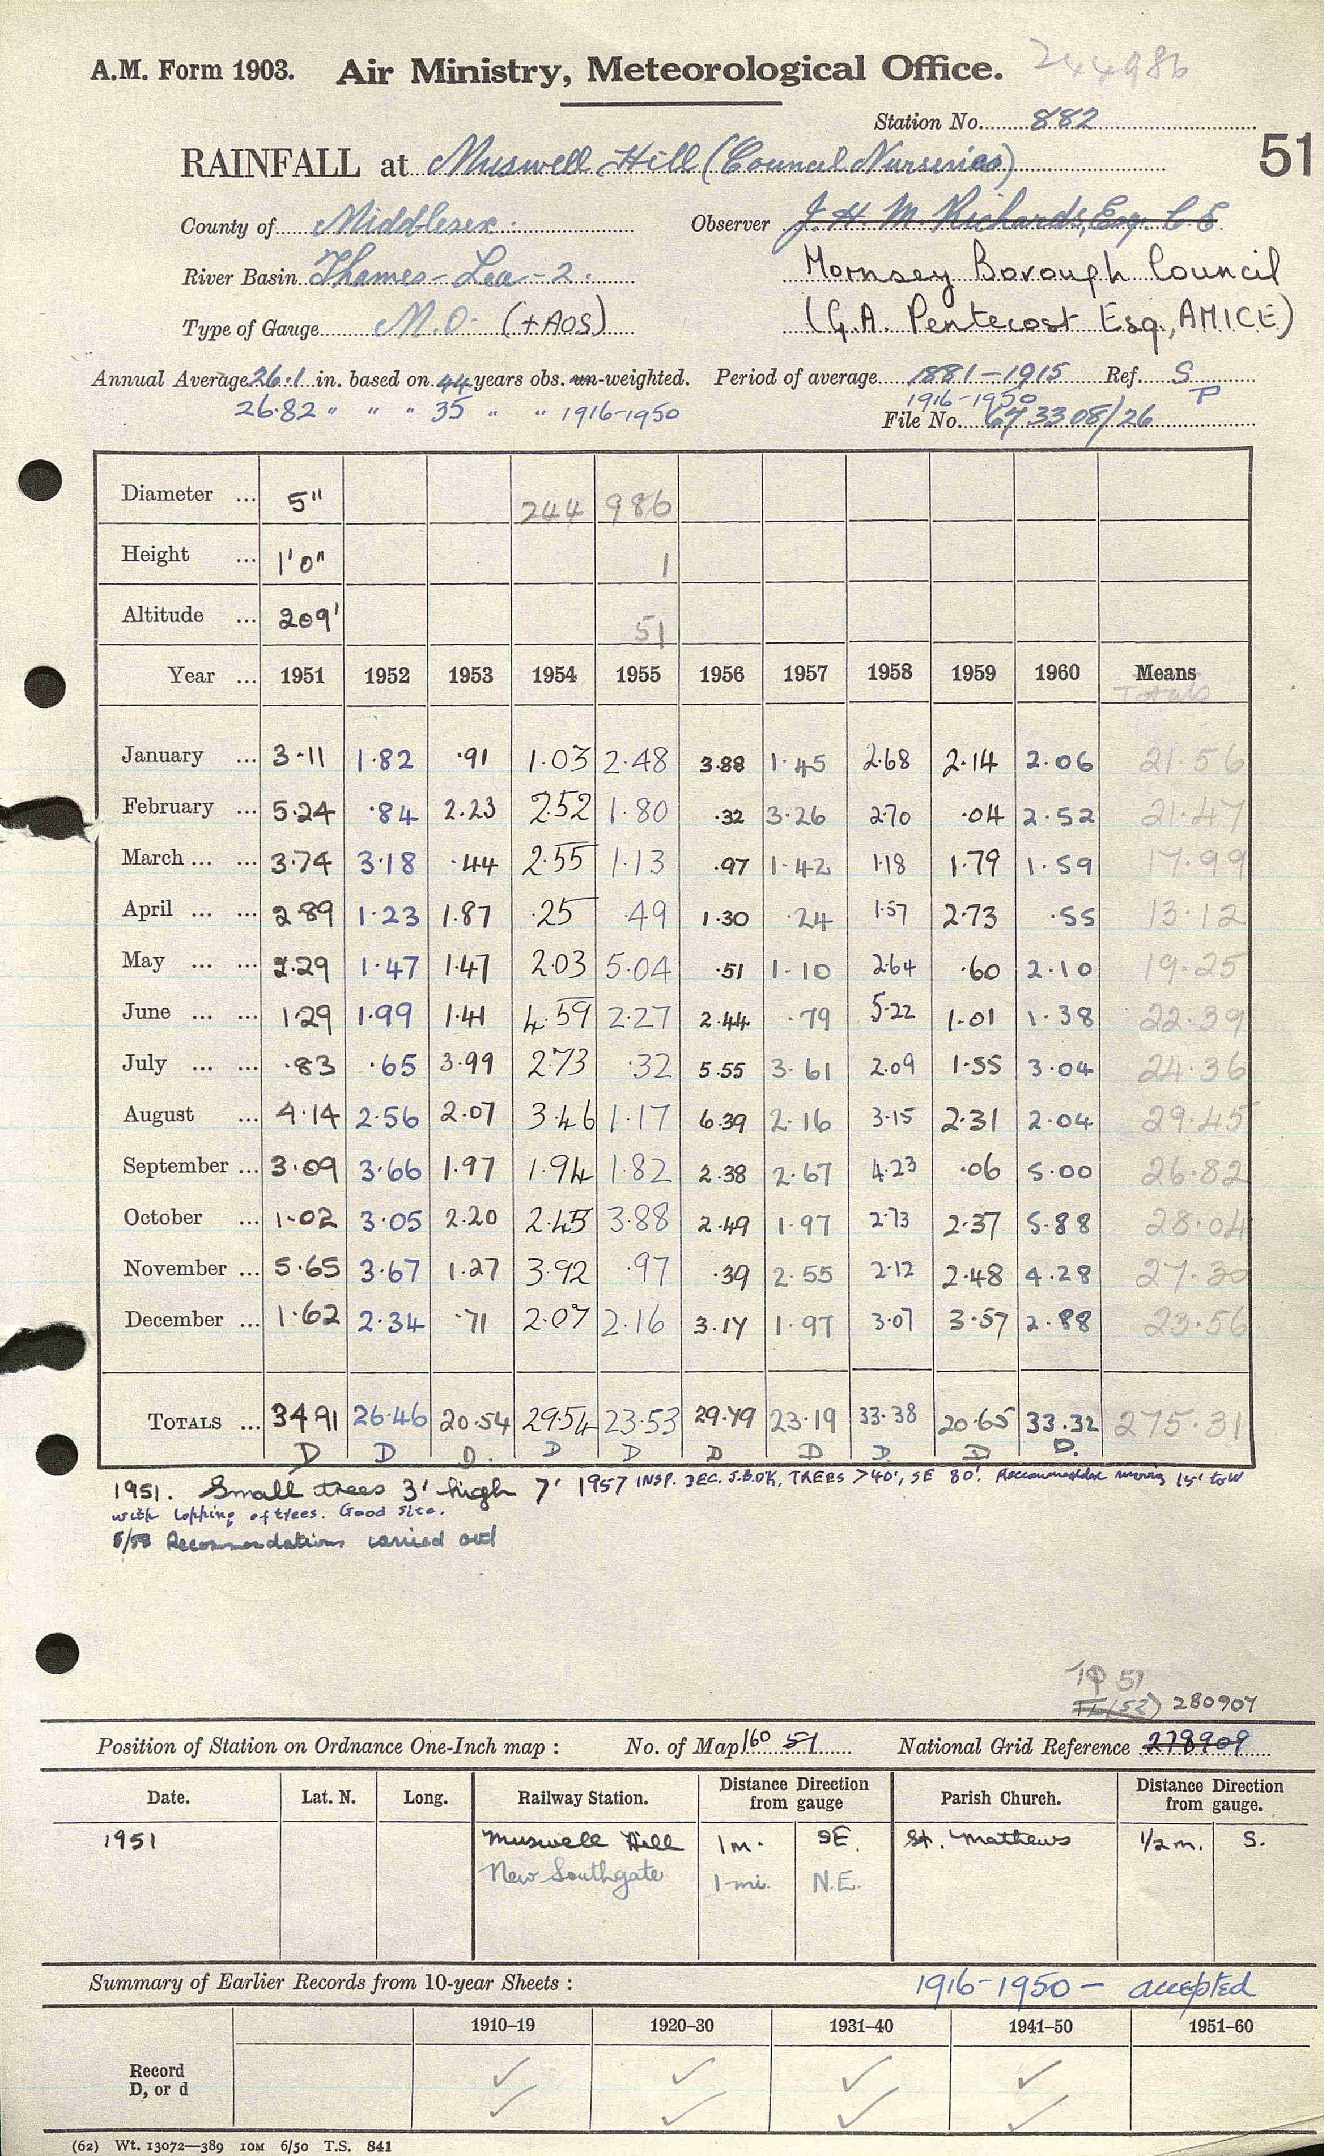 A.M. Form 1903. Air Ministry, Meteorological Office. 244986
Station No. 882
51
RAINFALL at Muswell Hill (Council Nurseries)
County of Middlesex. Observer J. H. M. Richards, Esq. C E
River Basin Thames - Lea - 2. Hornsey Borough Council
Type of Gauge M.O. (+AOS) (G.A. Pentecost Esq., AMICE)
Annual Average 26.1 in. based on 44 years obs. un-weighted. Period of average 1881-1915 Ref. S
26.82 " " " 35 " " 1916-1950 1916-1950 P
File No. 673308/26
Diameter ... 5" 244 986
Height ... 1'0" 1
Altitude ... 209' 51
Year ... 1951 1952 1953 1954 1955 1956 1957 1958 1959 1960 Means
Totals
January ... 3.11 1.82 .91 1.03 2.48 3.88 1.45 2.68 2.14 2.06 21.56
February ... 5.24 .84 2.23 2.52 1.80 .32 3.26 2.70 .04 2.52 21.47
March ... ... 3.74 3.18 .44 2.55 1.13 .97 1.42 1.18 1.79 1.59 17.99
April ... ... 2.89 1.23 1.87 .25 .49 1.30 .24 1.57 2.73 .55 13.12
May ... ... 2.29 1.47 1.47 2.03 5.04 .51 1.10 2.64 .60 2.10 19.25
June ... ... 1.29 1.99 1.41 4.59 2.27 2.44 .79 5.22 1.01 1.38 22.39
July ... ... .83 .65 3.99 2.73 .32 5.55 3.61 2.09 1.55 3.04 24.36
August ... 4.14 2.56 2.07 3.46 1.17 6.39 2.16 3.15 2.31 2.04 29.45
September ... 3.09 3.66 1.97 1.94 1.82 2.38 2.67 4.23 .06 5.00 26.82
October ... 1.02 3.05 2.20 2.45 3.88 2.49 1.97 2.73 2.37 5.88 28.04
November ... 5.65 3.67 1.27 3.92 .97 .39 2.55 2.12 2.48 4.28 27.30
December ... 1.62 2.34 .71 2.07 2.16 3.17 1.97 3.07 3.57 2.88 23.56
TOTALS ... 34.91 26.46 20.54 29.54 23.53 29.79 23.19 33.38 20.65 33.32 275.31
D D D. D D D D D D D.
1951. Small trees 3' high 7' 1957 INSP. DEC. J.B. OK, TREES >40', SE 80'. Recommended moving 15' to W
with lopping of trees. Good site.
5/58 Recommendations carried out
TQ 51
TL(52) 280907
Position of Station on Ordnance One-Inch map : No. of Map 160 51 National Grid Reference 278909
Date. Lat. N. Long. Railway Station. Distance from gauge Direction Parish Church. Distance from gauge. Direction
1951 Muswell Hill 1m. SE. St. Mathews 1/2 m. S.
New Southgate 1 mi. N.E.
Summary of Earlier Records from 10-year Sheets : 1916-1950 - accepted
1910-19 1920-30 1931-40 1941-50 1951-60
Record
D, or d
(62) Wt. 13072—389 10M 6/50 T.S. 841